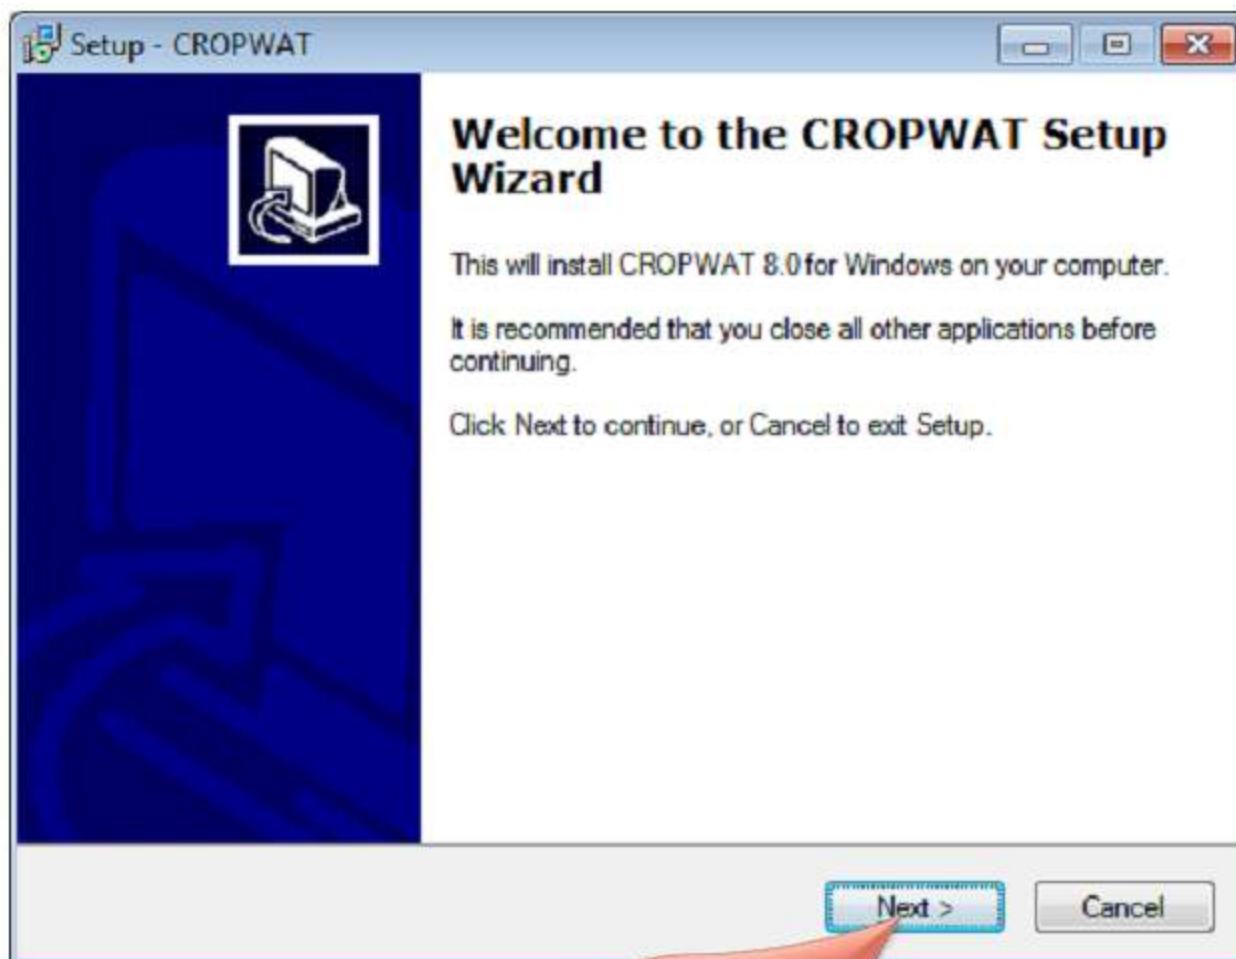 Setup - CROPWAT
Welcome to the CROPWAT Setup
Wizard
This will install CROPWAT 8.0 for Windows on your computer.
It is recommended that you close all other applications before
continuing.
Click Next to continue, or Cancel to exit Setup.
Next >
Cancel